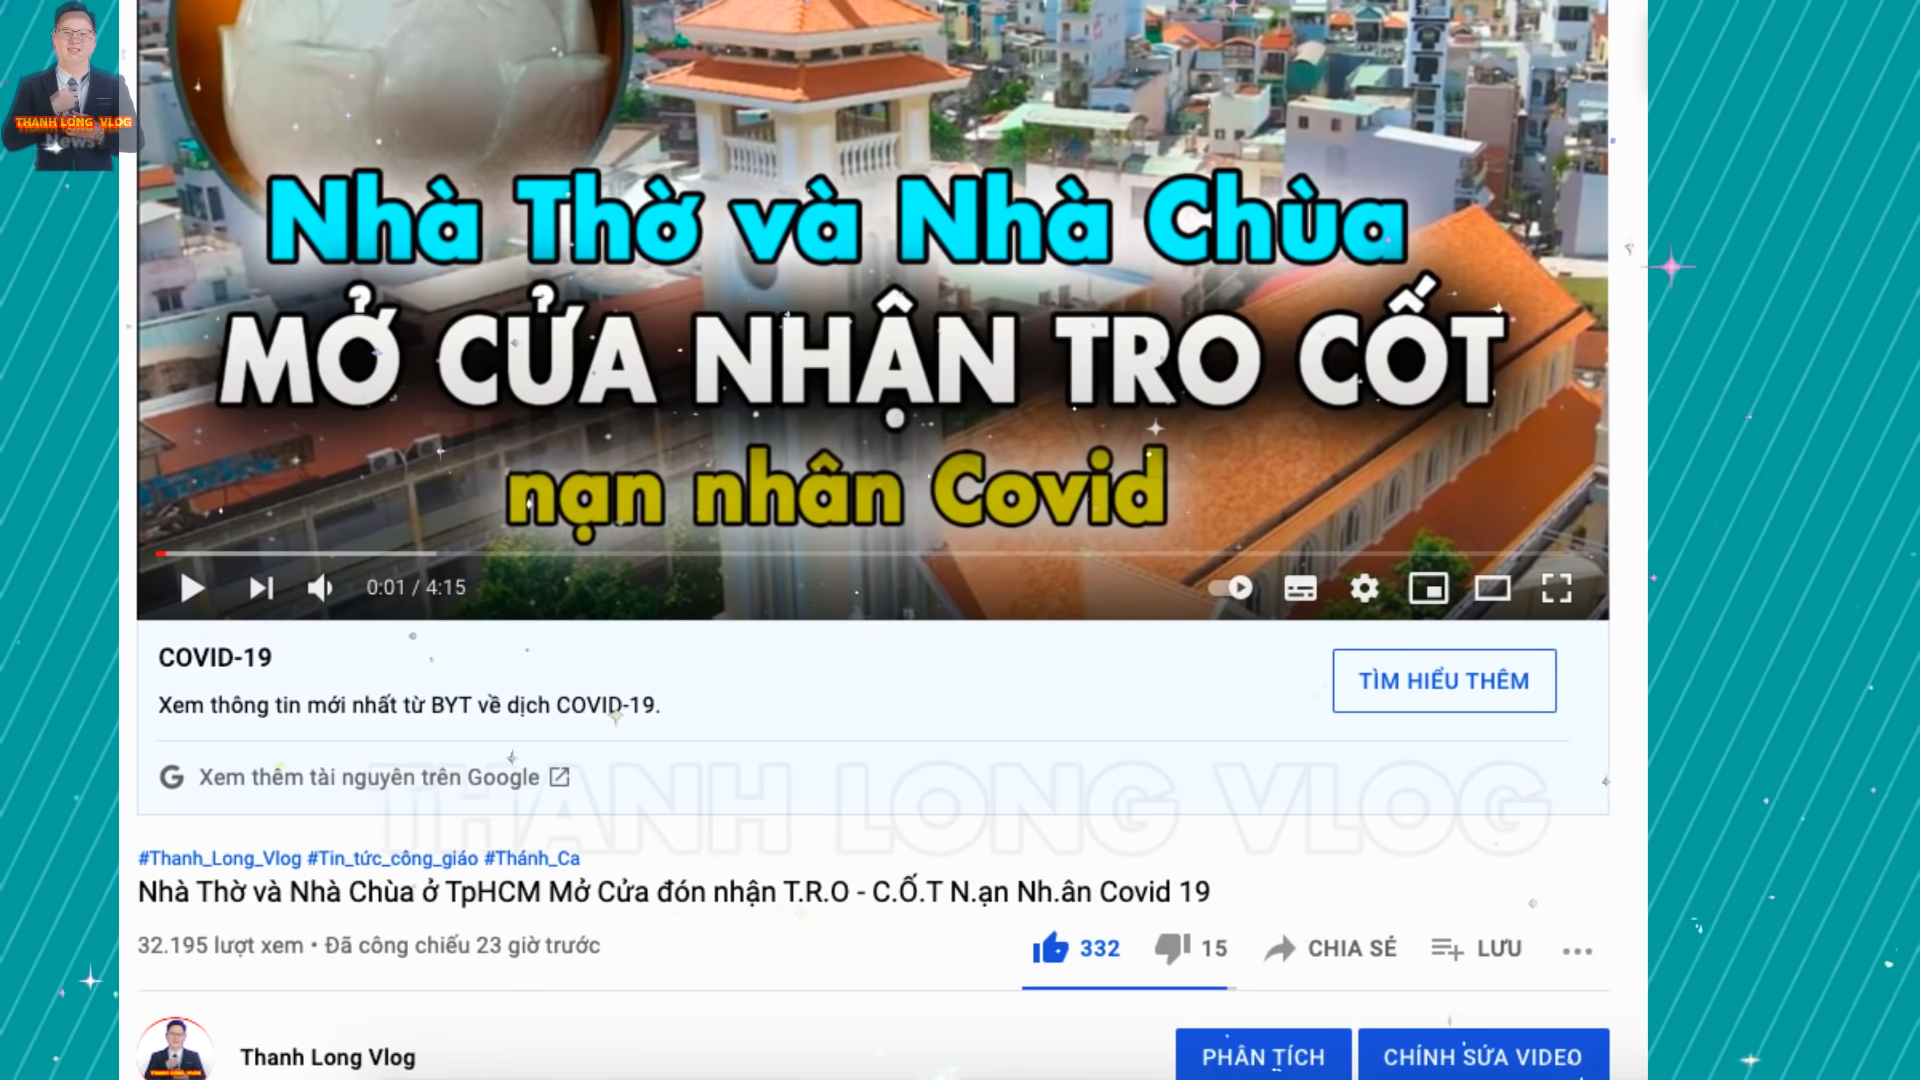 THANH LONG VLOG
News
Nhà Thờ và Nhà Chùa
MỞ CỬA NHẬN TRO CỐT
nạn nhân Covid
0:01 / 4:15
COVID-19
Xem thông tin mới nhất từ BYT về dịch COVID-19.
TÌM HIỂU THÊM
G Xem thêm tài nguyên trên Google
THANH LONG VLOG
#Thanh_Long_Vlog #Tin_tức_công_giáo #Thánh_Ca
Nhà Thờ và Nhà Chùa ở TpHCM Mở Cửa đón nhận T.R.O - C.Ố.T N.ạn Nh.ân Covid 19
32.195 lượt xem • Đã công chiếu 23 giờ trước
332 15 CHIA SẺ LƯU
Thanh Long Vlog
PHÂN TÍCH CHỈNH SỬA VIDEO